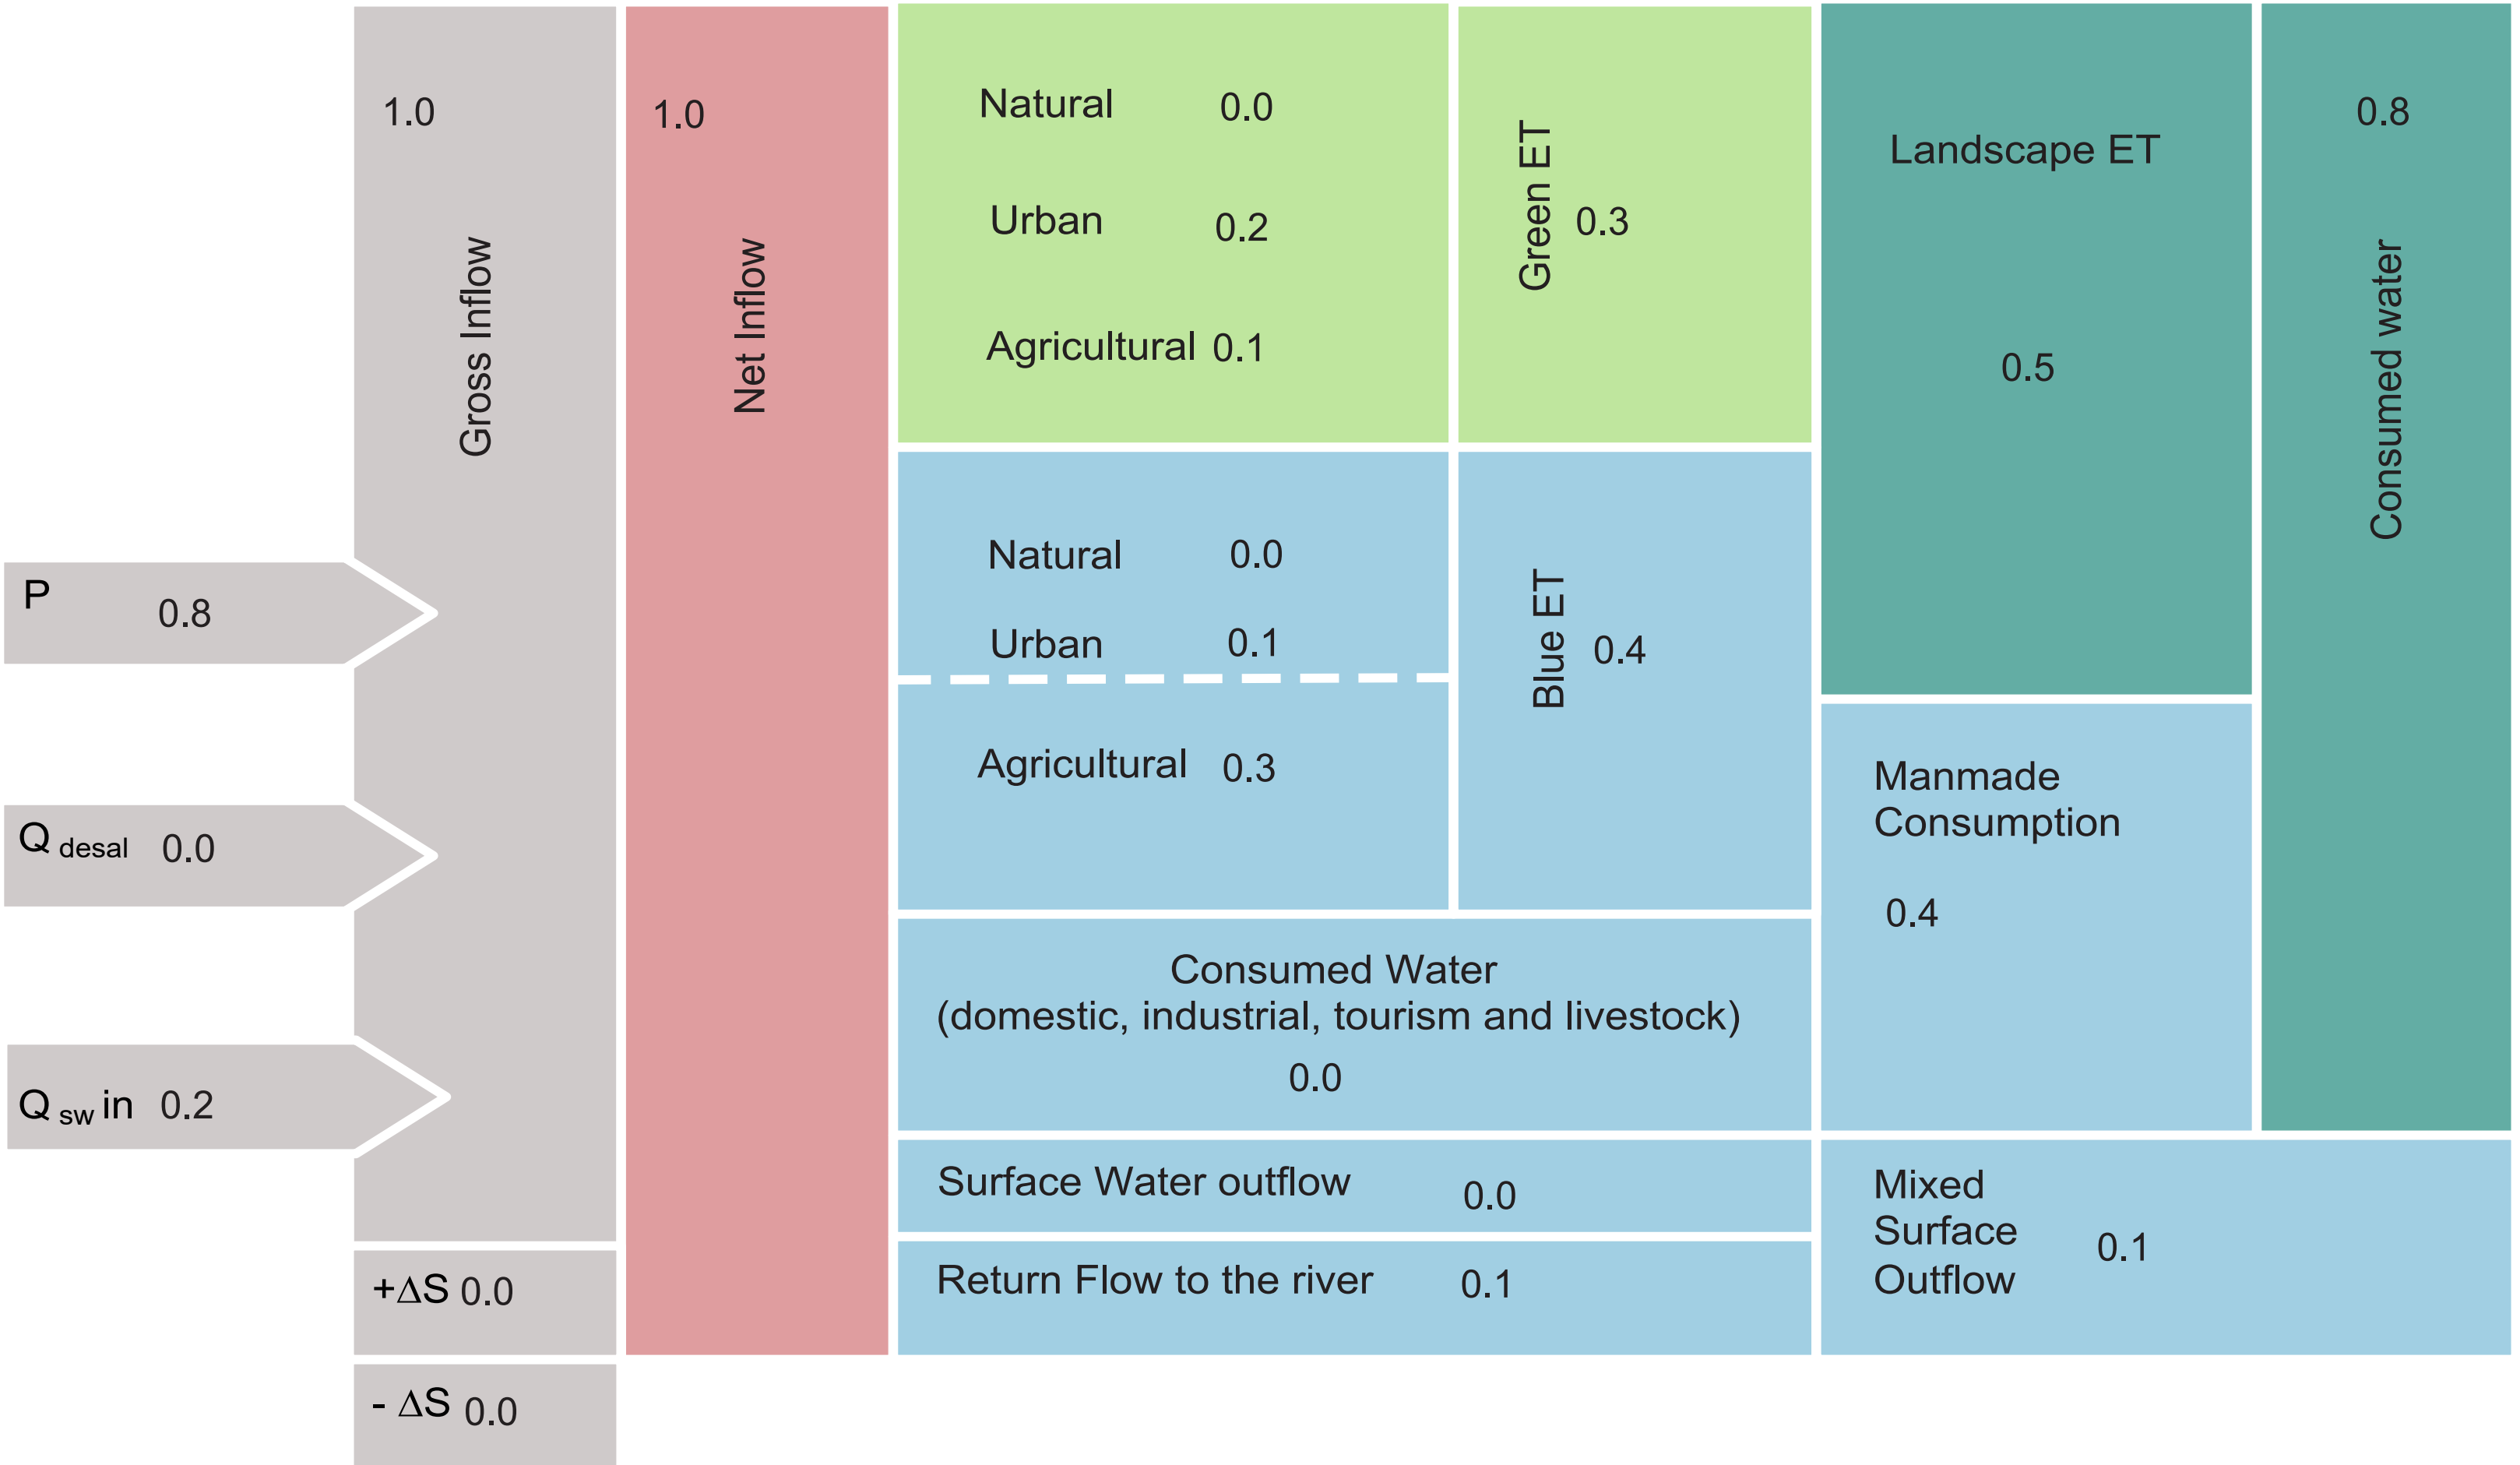 1.0
Gross Inflow
P 0.8
Q desal 0.0
Q sw in 0.2
+ΔS 0.0
- ΔS 0.0
1.0
Net Inflow
Natural 0.0
Urban 0.2
Agricultural 0.1
Green ET
0.3
Natural 0.0
Urban 0.1
Agricultural 0.3
Blue ET
0.4
Consumed Water
(domestic, industrial, tourism and livestock)
0.0
Surface Water outflow 0.0
Return Flow to the river 0.1
Landscape ET
0.5
Manmade
Consumption
0.4
0.8
Consumed water
Mixed
Surface
Outflow
0.1